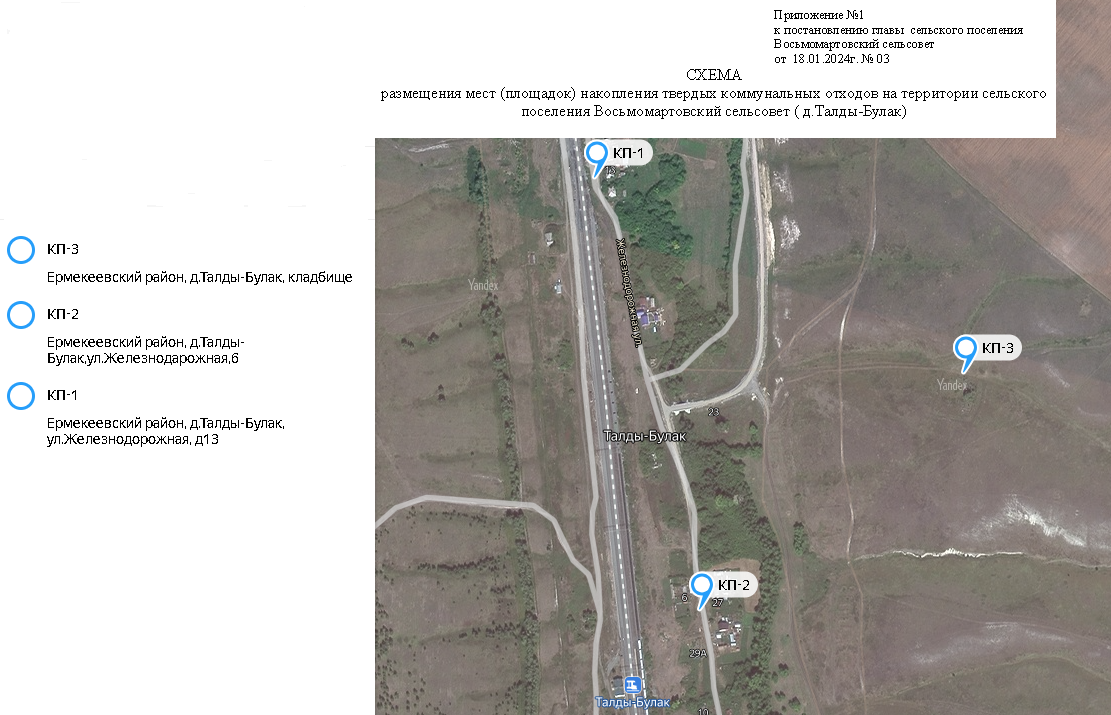 Приложение №1
к постановлению главы сельского поселения
Восьмомартовский сельсовет
от 18.01.2024г. № 03
СХЕМА
размещения мест (площадок) накопления твердых коммунальных отходов на территории сельского
поселения Восьмомартовский сельсовет ( д.Талды-Булак)
КП-3
Ермекеевский район, д.Талды-Булак, кладбище
КП-2
Ермекеевский район, д.Талды-
Булак,ул.Железнодарожная,6
КП-1
Ермекеевский район, д.Талды-Булак,
ул.Железнодорожная, д13
КП-1
13
Железнодорожная ул.
Yandex
КП-3
Yandex
23
Талды-Булак
КП-2
6
27
29А
Талды-Булак
10